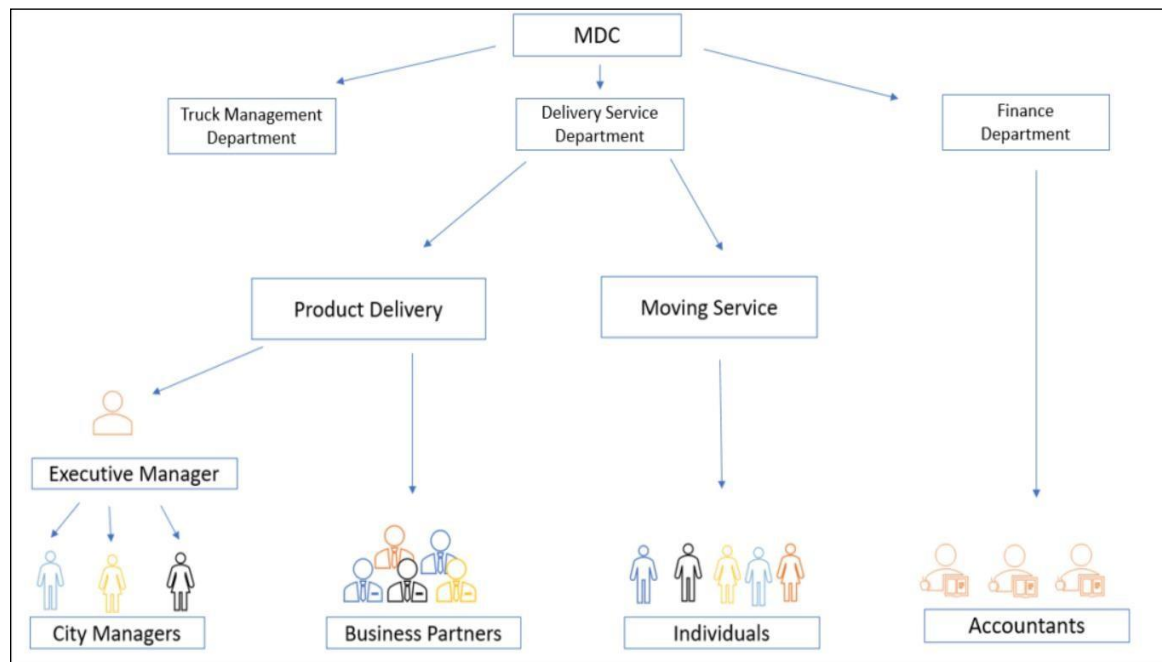 MDC
Truck Management
Department
Delivery Service
Department
Finance
Department
Product Delivery
Moving Service
Executive Manager
City Managers
Business Partners
Individuals
Accountants